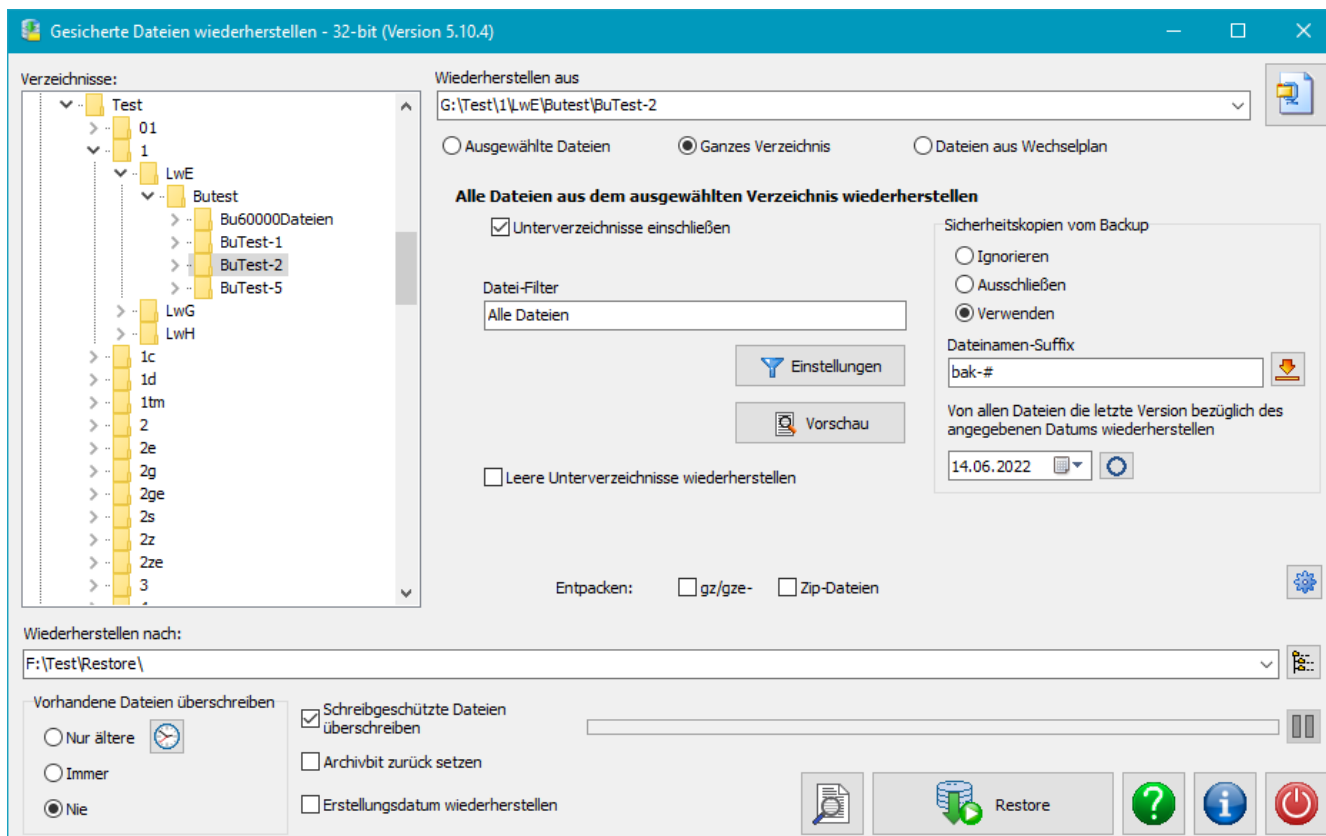 Gesicherte Dateien wiederherstellen - 32-bit (Version 5.10.4)
Verzeichnisse:
Test
01
1
LwE
Butest
Bu60000Dateien
BuTest-1
BuTest-2
BuTest-5
LwG
LwH
1c
1d
1tm
2
2e
2g
2ge
2s
2z
2ze
3
Wiederherstellen aus
G:\Test\1\LwE\Butest\BuTest-2
Ausgewählte Dateien
Ganzes Verzeichnis
Dateien aus Wechselplan
Alle Dateien aus dem ausgewählten Verzeichnis wiederherstellen
Unterverzeichnisse einschließen
Datei-Filter
Alle Dateien
Einstellungen
Vorschau
Leere Unterverzeichnisse wiederherstellen
Sicherheitskopien vom Backup
Ignorieren
Ausschließen
Verwenden
Dateinamen-Suffix
bak-#
Von allen Dateien die letzte Version bezüglich des
angegebenen Datums wiederherstellen
14.06.2022
Entpacken:
gz/gze-
Zip-Dateien
Wiederherstellen nach:
F:\Test\Restore\
Vorhandene Dateien überschreiben
Nur ältere
Immer
Nie
Schreibgeschützte Dateien
überschreiben
Archivbit zurück setzen
Erstellungsdatum wiederherstellen
Restore